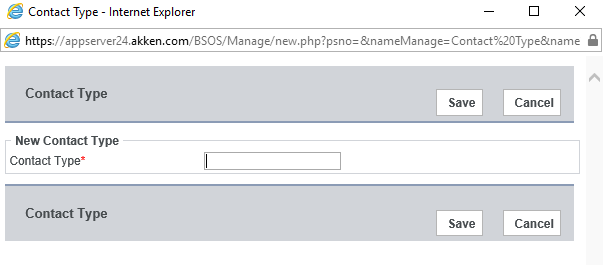 Contact Type - Internet Explorer
https://appserver24.akken.com/BSOS/Manage/new.php?psno=&nameManage=Contact%20Type&name
Contact Type
Save Cancel
New Contact Type
Contact Type*
Contact Type
Save Cancel